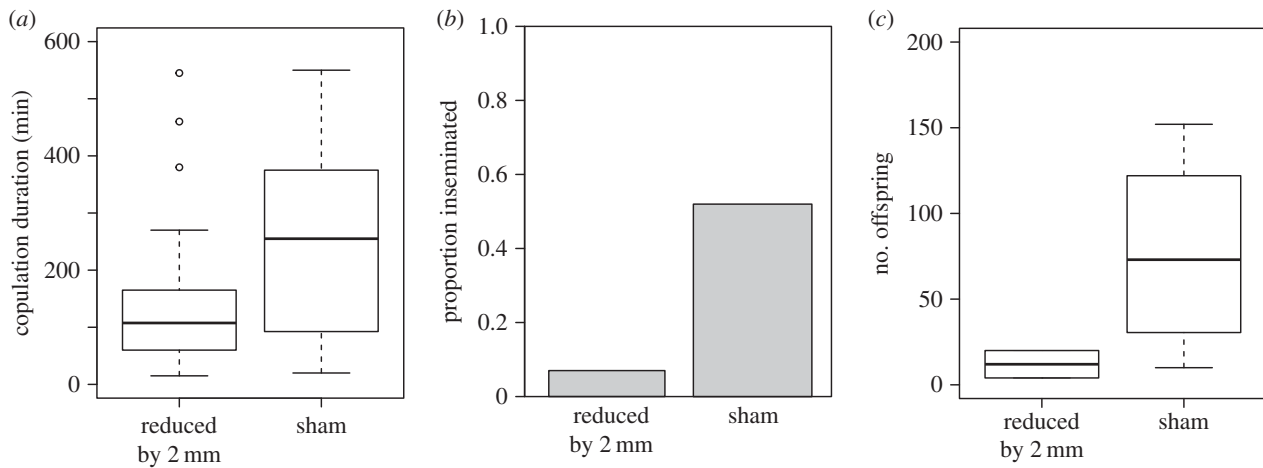 (a)
600
400
200
0
copulation duration (min)
reduced
by 2 mm
sham
(b)
1.0
0.8
0.6
0.4
0.2
0
proportion inseminated
reduced
by 2 mm
sham
(c)
200
150
100
50
0
no. offspring
reduced
by 2 mm
sham